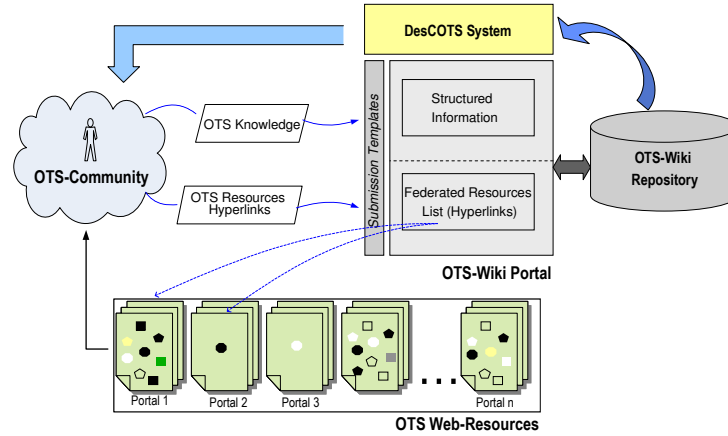 DesCOTS System
OTS Knowledge
Submission Templates
Structured
Information
OTS-Community
OTS-Wiki
Repository
OTS Resources
Hyperlinks
Federated Resources
List (Hyperlinks)
OTS-Wiki Portal
Portal 1
Portal 2
Portal 3
...
Portal n
OTS Web-Resources